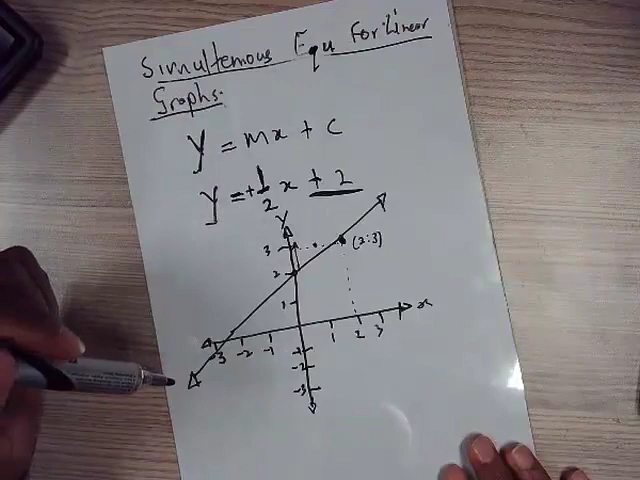 Simultemous Equ For Linear
Graphs.
y = mx + c
y = +1/2 x + 2
y
3
(2:3)
2
1
x
-3 -2 -1 1 2 3
-1
-2
-3